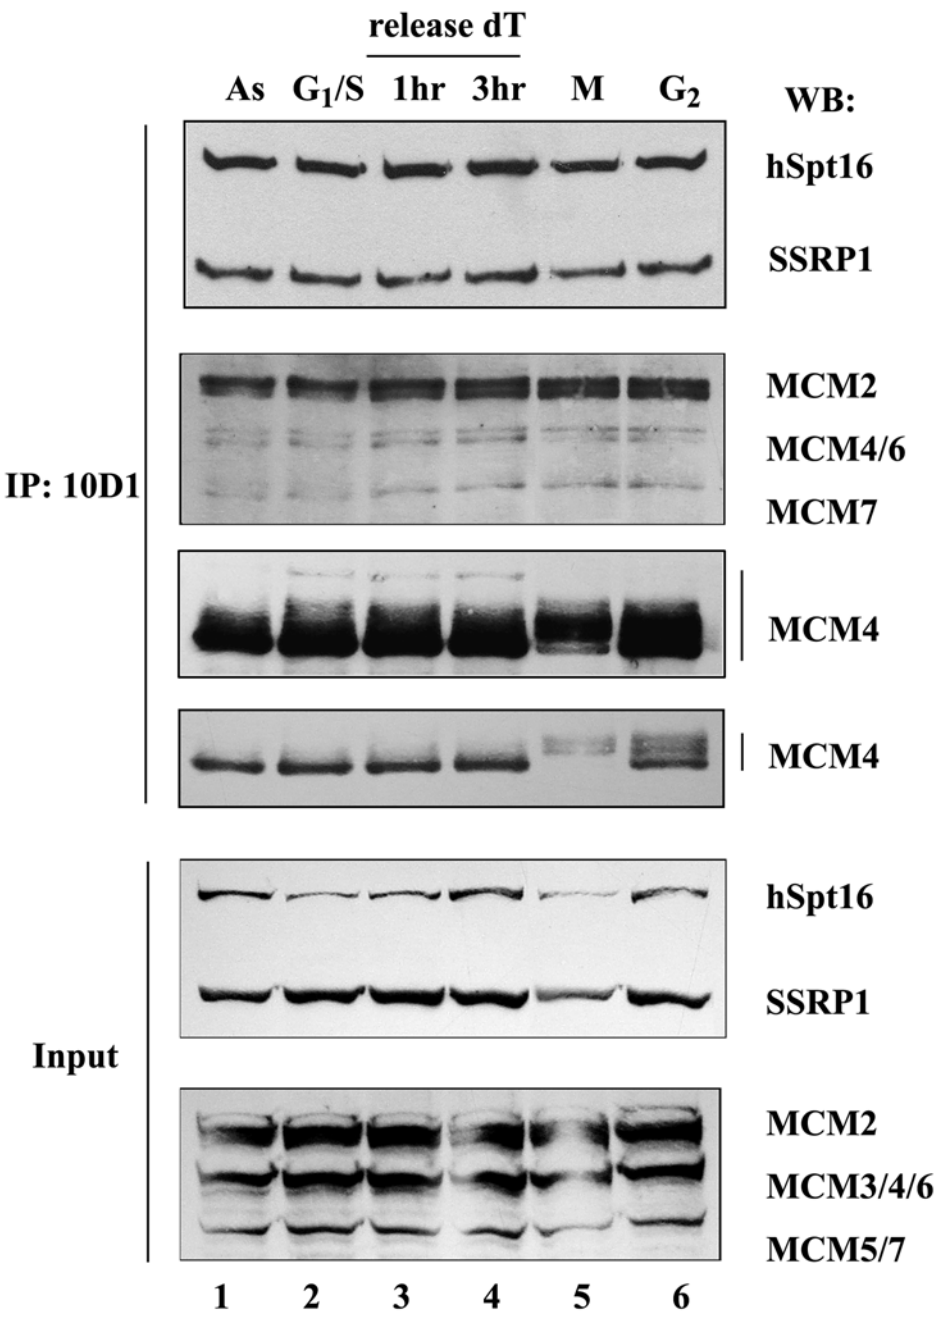 release dT
As G1/S 1hr 3hr M G2 WB:
hSpt16
SSRP1
MCM2
MCM4/6
IP: 10D1
MCM7
MCM4
MCM4
hSpt16
SSRP1
Input
MCM2
MCM3/4/6
MCM5/7
1 2 3 4 5 6